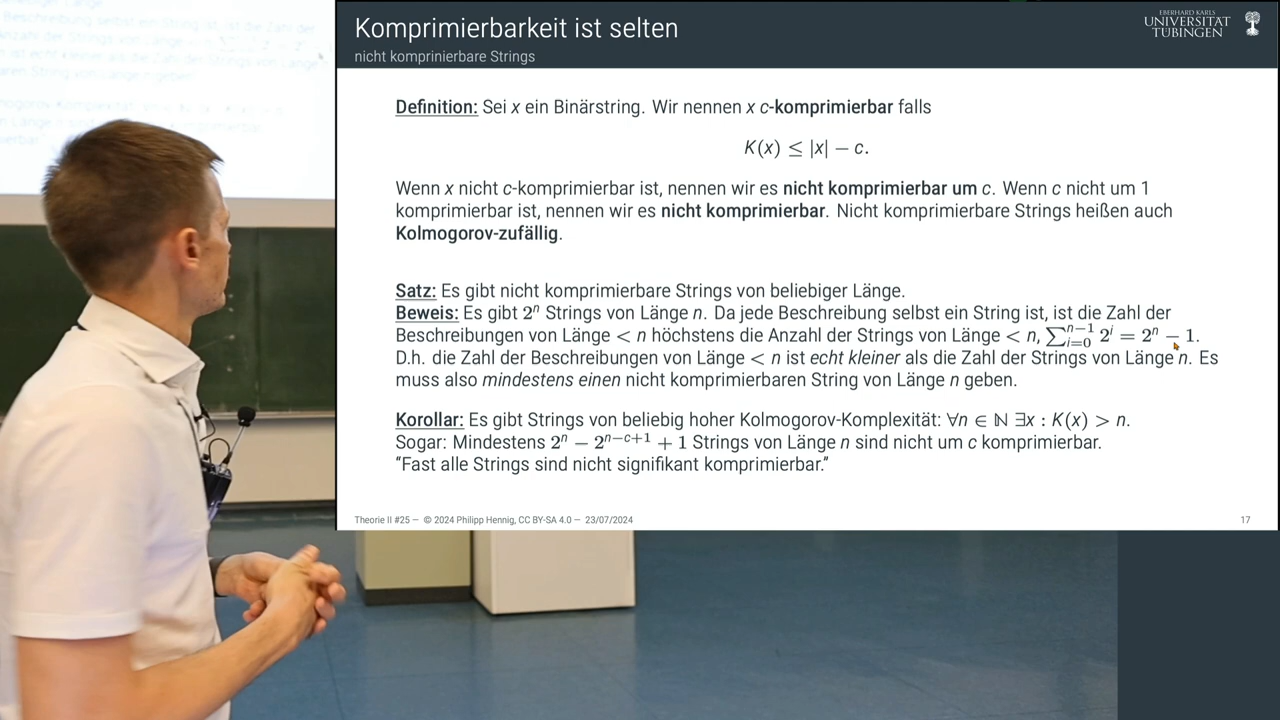 Komprimierbarkeit ist selten
nicht komprinierbare Strings
EBERHARD KARLS
UNIVERSITAT
TUBINGEN
Definition: Sei x ein Binärstring. Wir nennen x c-komprimierbar falls
K(x) ≤ |x| − c.
Wenn x nicht c-komprimierbar ist, nennen wir es nicht komprimierbar um c. Wenn c nicht um 1
komprimierbar ist, nennen wir es nicht komprimierbar. Nicht komprimierbare Strings heißen auch
Kolmogorov-zufällig.
Satz: Es gibt nicht komprimierbare Strings von beliebiger Länge.
Beweis: Es gibt 2^n Strings von Länge n. Da jede Beschreibung selbst ein String ist, ist die Zahl der
Beschreibungen von Länge < n höchstens die Anzahl der Strings von Länge < n, ∑_{i=0}^{n−1} 2^i = 2^n − 1.
D.h. die Zahl der Beschreibungen von Länge < n ist echt kleiner als die Zahl der Strings von Länge n. Es
muss also mindestens einen nicht komprimierbaren String von Länge n geben.
Korollar: Es gibt Strings von beliebig hoher Kolmogorov-Komplexität: ∀n ∈ ℕ ∃x : K(x) > n.
Sogar: Mindestens 2^n − 2^{n−c+1} + 1 Strings von Länge n sind nicht um c komprimierbar.
“Fast alle Strings sind nicht signifikant komprimierbar.”
Theorie II #25 — © 2024 Philipp Hennig, CC BY-SA 4.0 — 23/07/2024
17